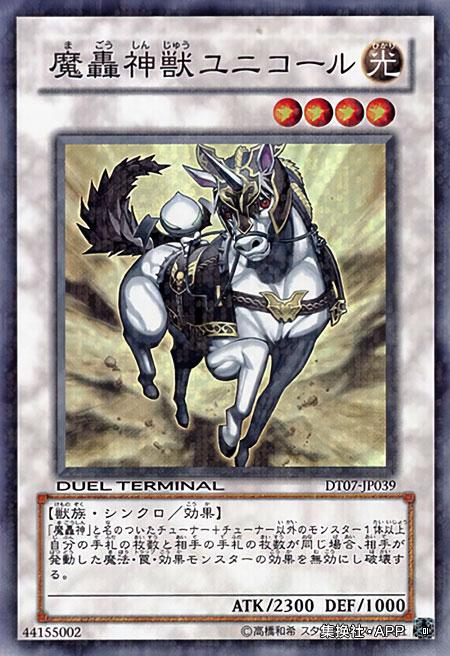 魔轟神獣ユニコール
光
DUEL TERMINAL
DT07-JP039
【獣族・シンクロ/効果】
「魔轟神」と名のついたチューナー+チューナー以外のモンスター1体以上
自分の手札の枚数と相手の手札の枚数が同じ場合、相手が
発動した魔法・罠・効果モンスターの効果を無効にし破壊す
る。
ATK/2300 DEF/1000
44155002
©高橋和希 スタジオ・ 集英社・APP